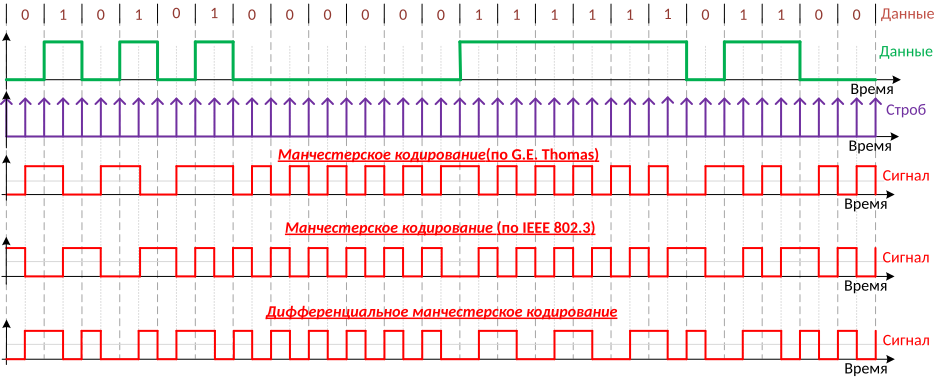 0 1 0 1 0 1 0 0 0 0 0 0 1 1 1 1 1 1 0 1 1 0 0 Данные
Данные
Время
Строб
Время
Манчестерское кодирование(по G.E. Thomas)
Сигнал
Время
Манчестерское кодирование (по IEEE 802.3)
Сигнал
Время
Дифференциальное манчестерское кодирование
Сигнал
Время